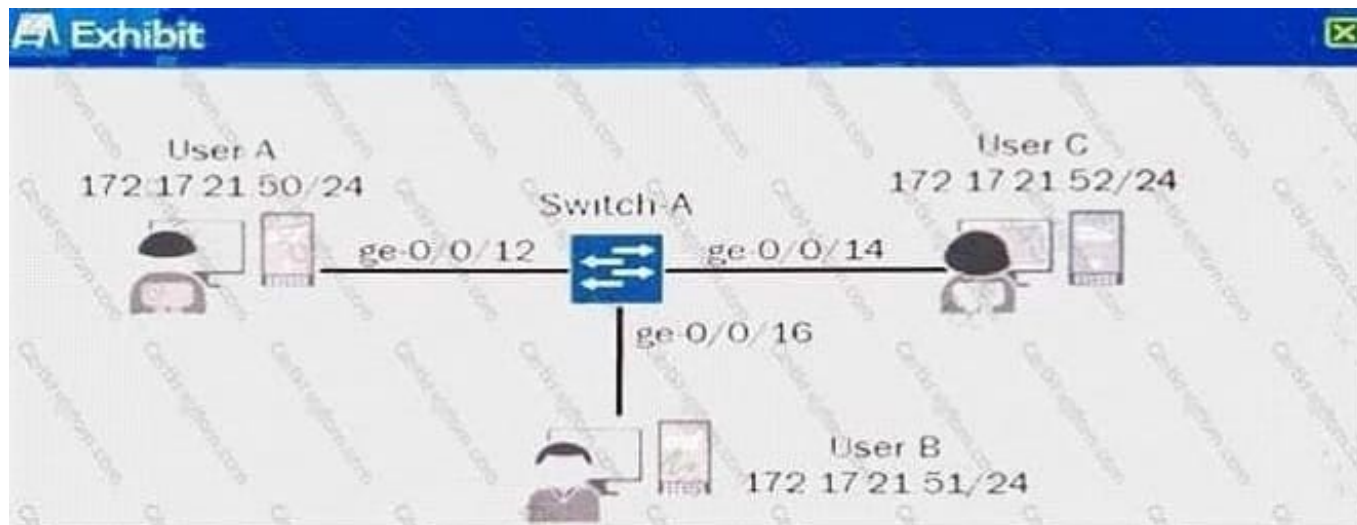 Exhibit
User A
172 17 21 50/24
User C
172 17 21 52/24
Switch-A
ge-0/0/12
ge-0/0/14
ge-0/0/16
User B
172 17 21 51/24